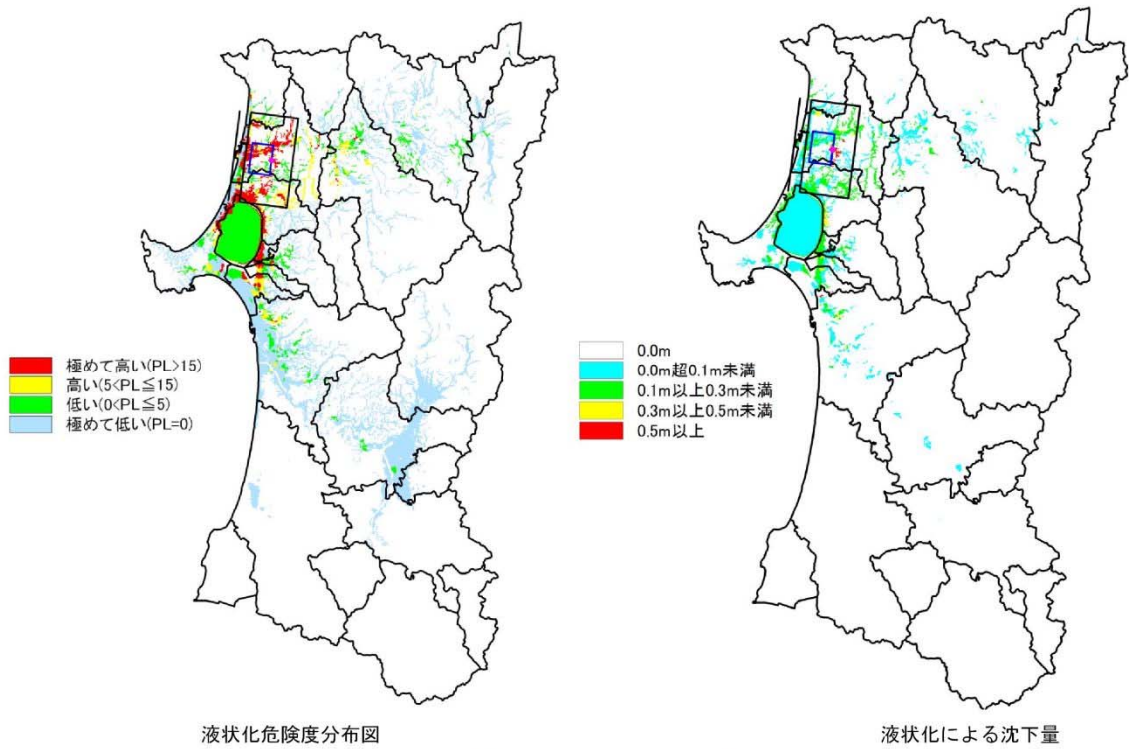 極めて高い(PL>15)
高い(5<PL≦15)
低い(0<PL≦5)
極めて低い(PL=0)
液状化危険度分布図
0.0m
0.0m超0.1m未満
0.1m以上0.3m未満
0.3m以上0.5m未満
0.5m以上
液状化による沈下量